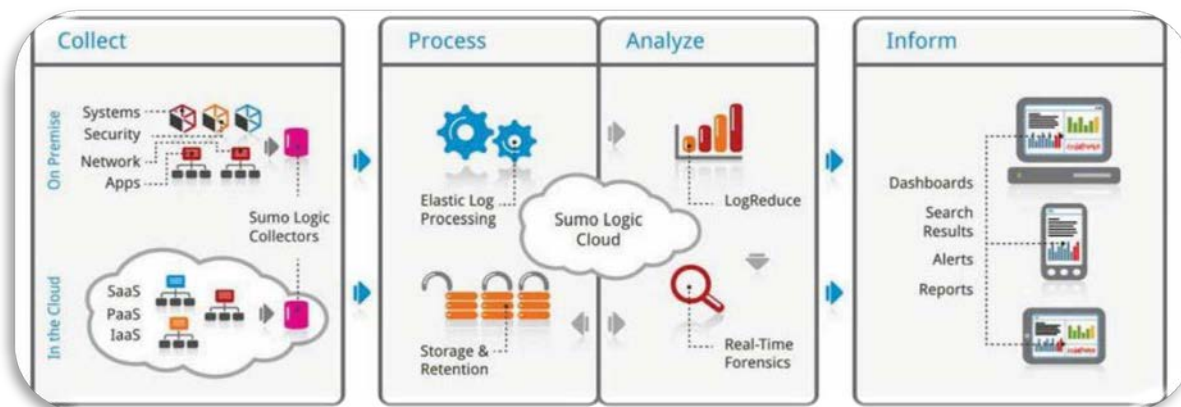 Collect
Process
Analyze
Inform
On Premise
Systems
Security
Network
Apps
Sumo Logic
Collectors
In the Cloud
SaaS
PaaS
IaaS
Elastic Log
Processing
Sumo Logic
Cloud
Storage &
Retention
LogReduce
Real-Time
Forensics
Dashboards
Search
Results
Alerts
Reports